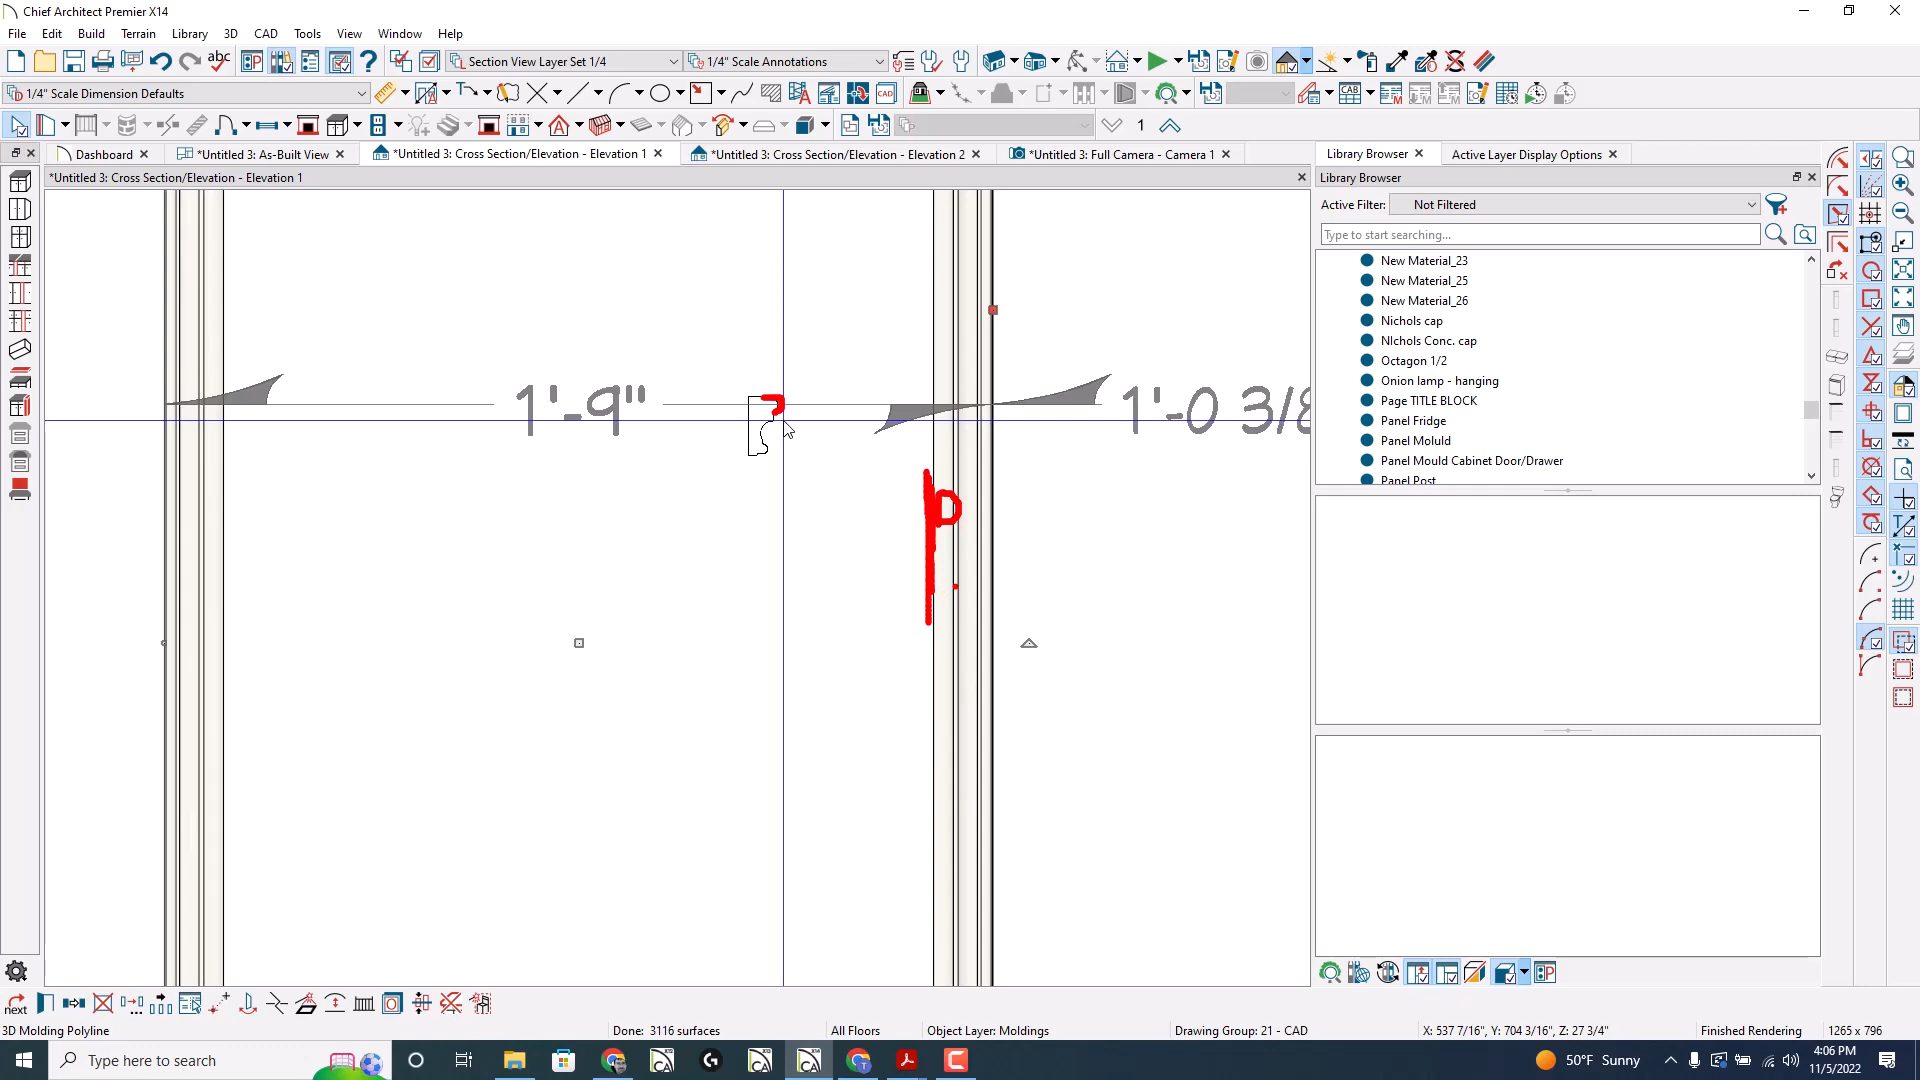 Chief Architect Premier X14
File Edit Build Terrain Library 3D CAD Tools View Window Help
Section View Layer Set 1/4 1/4" Scale Annotations
1/4" Scale Dimension Defaults
1
Dashboard *Untitled 3: As-Built View *Untitled 3: Cross Section/Elevation - Elevation 1 *Untitled 3: Cross Section/Elevation - Elevation 2 *Untitled 3: Full Camera - Camera 1 Library Browser Active Layer Display Options
*Untitled 3: Cross Section/Elevation - Elevation 1 Library Browser
Active Filter: Not Filtered
Type to start searching...
New Material_23
New Material_25
New Material_26
Nichols cap
NIchols Conc. cap
Octagon 1/2
Onion lamp - hanging
Page TITLE BLOCK
Panel Fridge
Panel Moluld
Panel Mould Cabinet Door/Drawer
Panel Post
1'-9" 1'-0 3/8
next
3D Molding Polyline Done: 3116 surfaces All Floors Object Layer: Moldings Drawing Group: 21 - CAD X: 537 7/16", Y: 704 3/16", Z: 27 3/4" Finished Rendering 1265 x 796
Type here to search 50°F Sunny 4:06 PM
11/5/2022